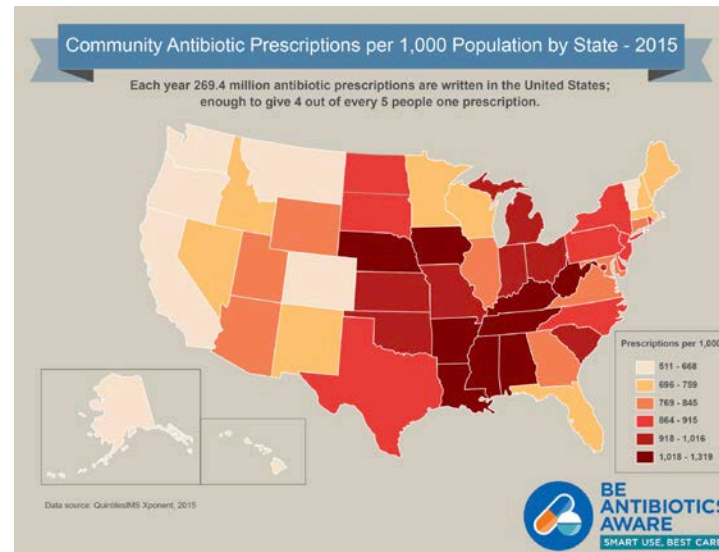 Community Antibiotic Prescriptions per 1,000 Population by State - 2015
Each year 269.4 million antibiotic prescriptions are written in the United States;
enough to give 4 out of every 5 people one prescription.
Prescriptions per 1,000
511 - 668
696 - 759
769 - 845
864 - 915
918 - 1,016
1,018 - 1,319
Data source: QuintilesIMS Xponent, 2015
BE
ANTIBIOTICS
AWARE
SMART USE, BEST CARE